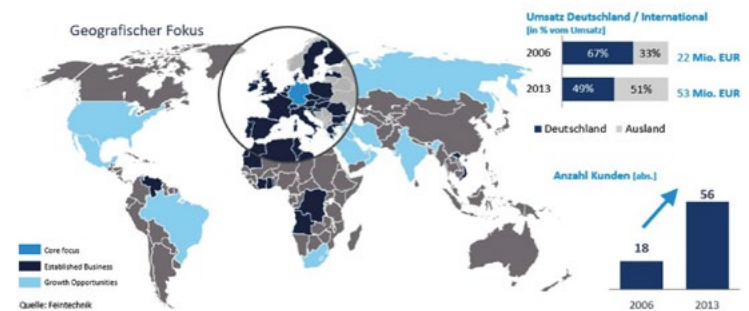 Geografischer Fokus
Core focus
Established Business
Growth Opportunities
Quelle: Feintechnik
Umsatz Deutschland / International
[in % vom Umsatz]
2006 67% 33% 22 Mio. EUR
2013 49% 51% 53 Mio. EUR
Deutschland Ausland
Anzahl Kunden [abs.]
18 56
2006 2013